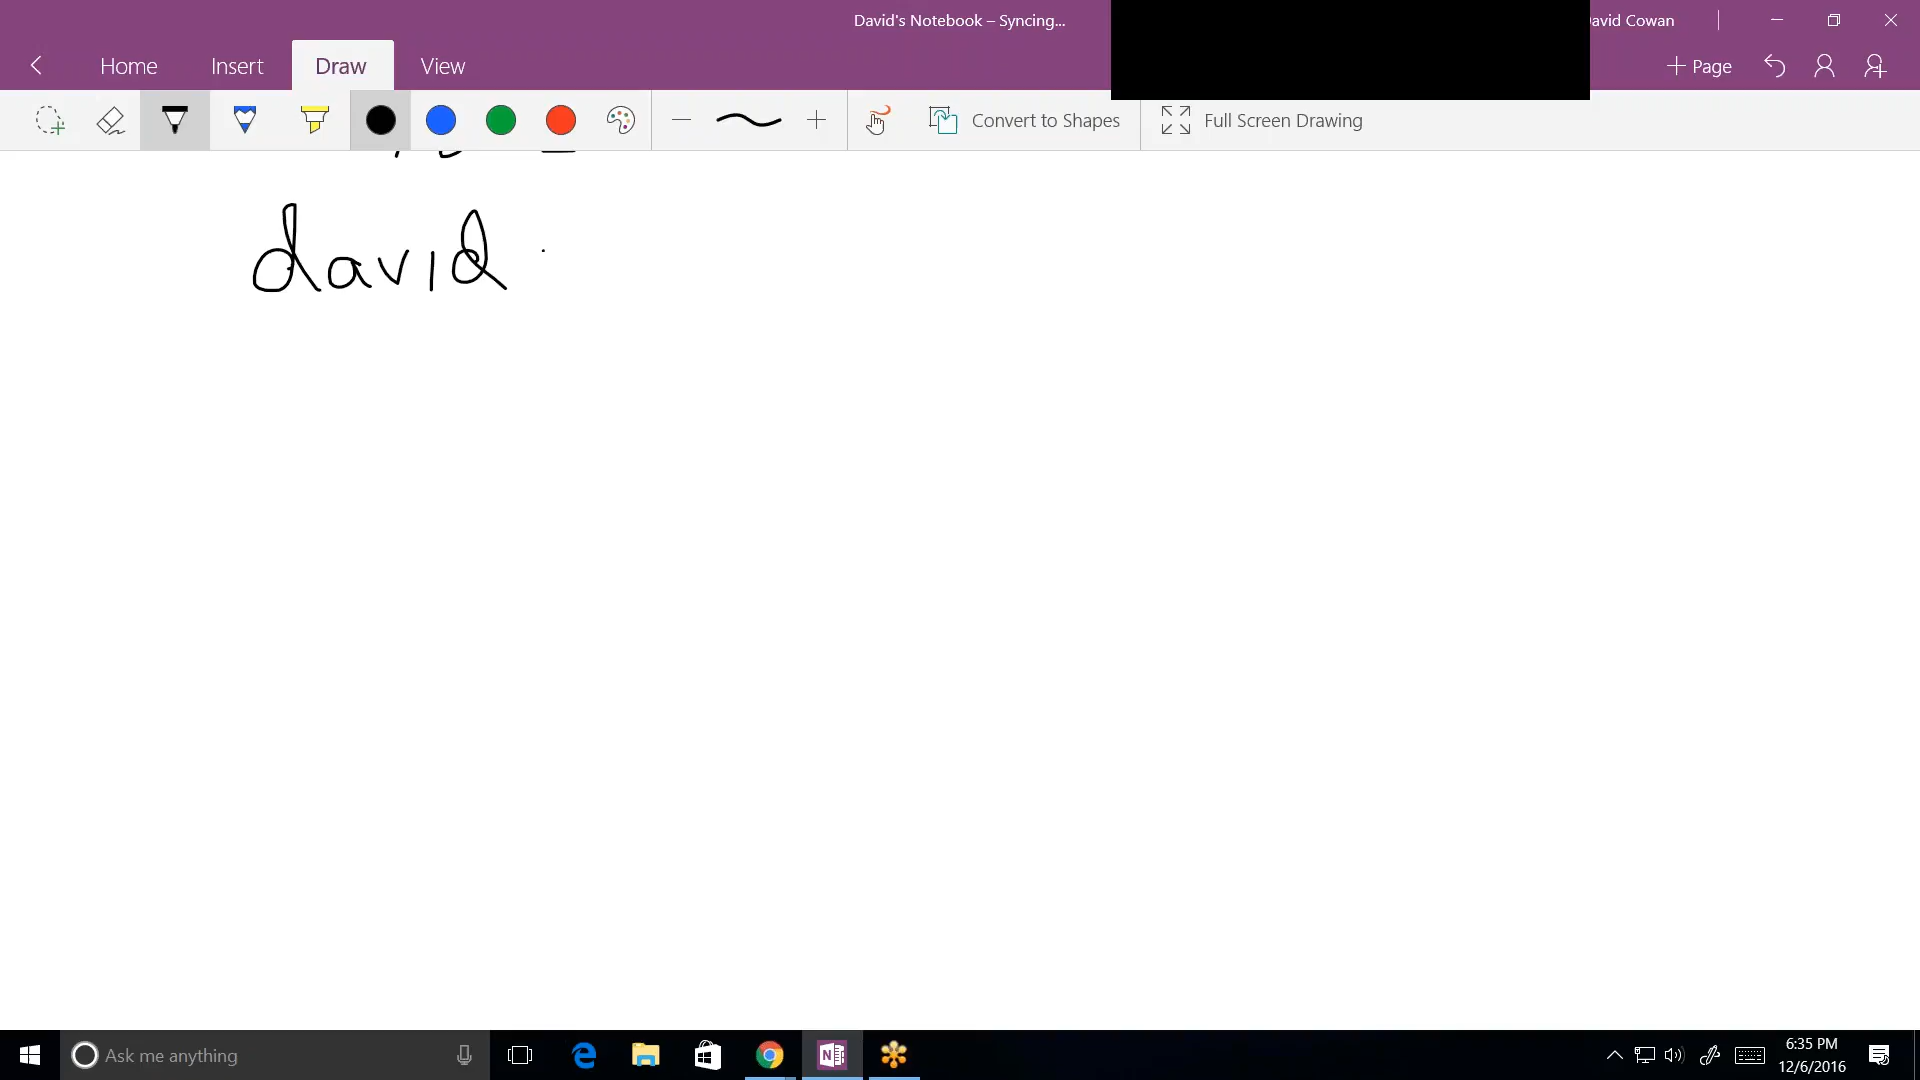 David's Notebook – Syncing...
avid Cowan
Home Insert Draw View
Page
Convert to Shapes
Full Screen Drawing
david
Ask me anything
6:35 PM
12/6/2016